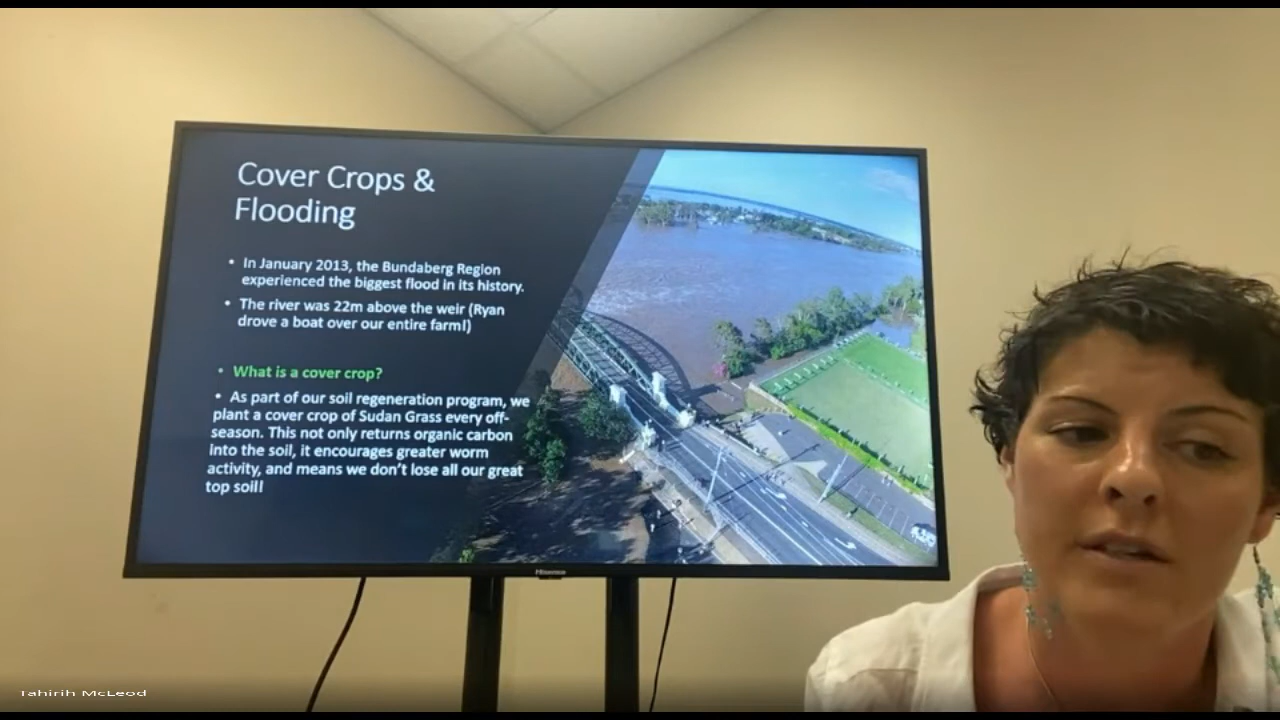 Cover Crops &
Flooding
• In January 2013, the Bundaberg Region
experienced the biggest flood in its history.
• The river was 22m above the weir (Ryan
drove a boat over our entire farm!)
• What is a cover crop?
• As part of our soil regeneration program, we
plant a cover crop of Sudan Grass every off-
season. This not only returns organic carbon
into the soil, it encourages greater worm
activity, and means we don't lose all our great
top soil!
Hisense
Tahirih McLeod